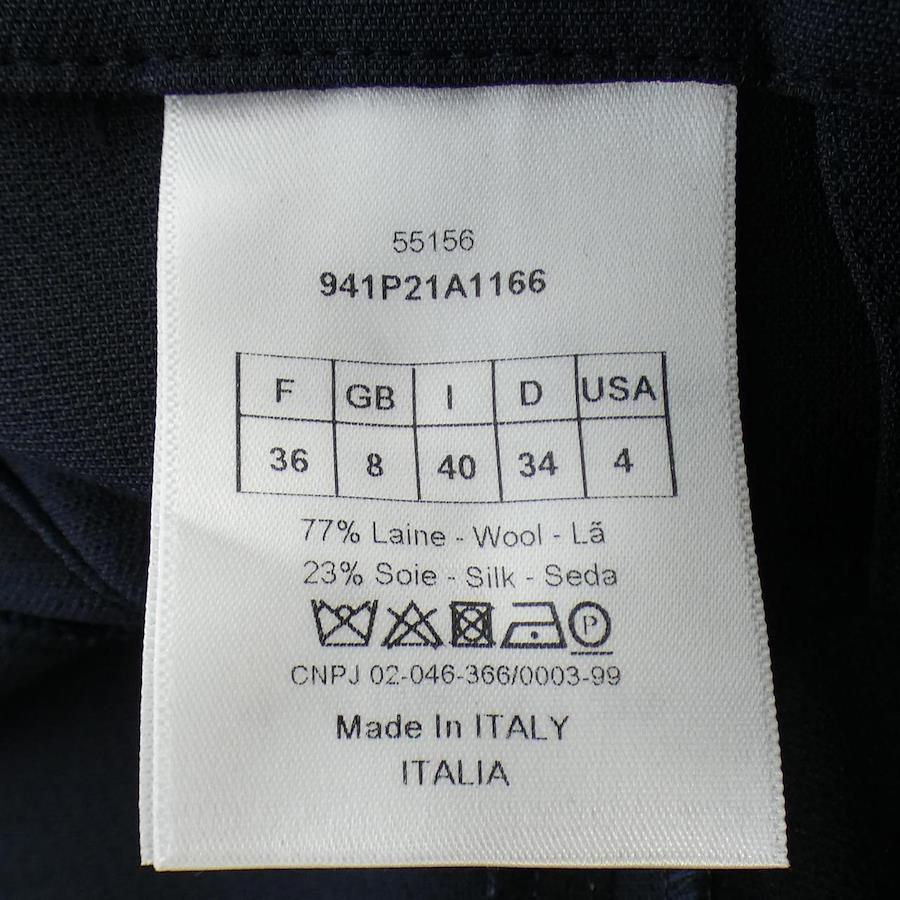 55156
941P21A1166
F GB I D USA
36 8 40 34 4
77% Laine - Wool - Lã
23% Soie - Silk - Seda
P
CNPJ 02-046-366/0003-99
Made In ITALY
ITALIA